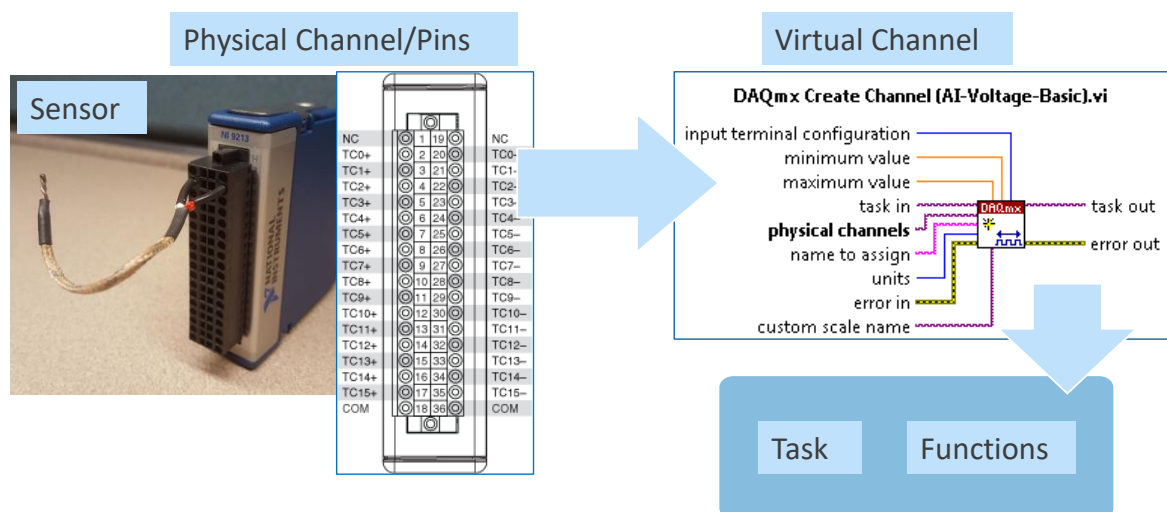 Physical Channel/Pins
Virtual Channel
Sensor
NI 9213
NATIONAL
INSTRUMENTS
NC 1 19 NC
TC0+ 2 20 TC0-
TC1+ 3 21 TC1-
TC2+ 4 22 TC2-
TC3+ 5 23 TC3-
TC4+ 6 24 TC4–
TC5+ 7 25 TC5–
TC6+ 8 26 TC6–
TC7+ 9 27 TC7–
TC8+ 10 28 TC8–
TC9+ 11 29 TC9–
TC10+ 12 30 TC10–
TC11+ 13 31 TC11–
TC12+ 14 32 TC12–
TC13+ 15 33 TC13–
TC14+ 16 34 TC14–
TC15+ 17 35 TC15–
COM 18 36 COM
DAQmx Create Channel (AI-Voltage-Basic).vi
input terminal configuration
minimum value
maximum value
task in
physical channels
name to assign
units
error in
custom scale name
DAQmx
task out
error out
Task
Functions